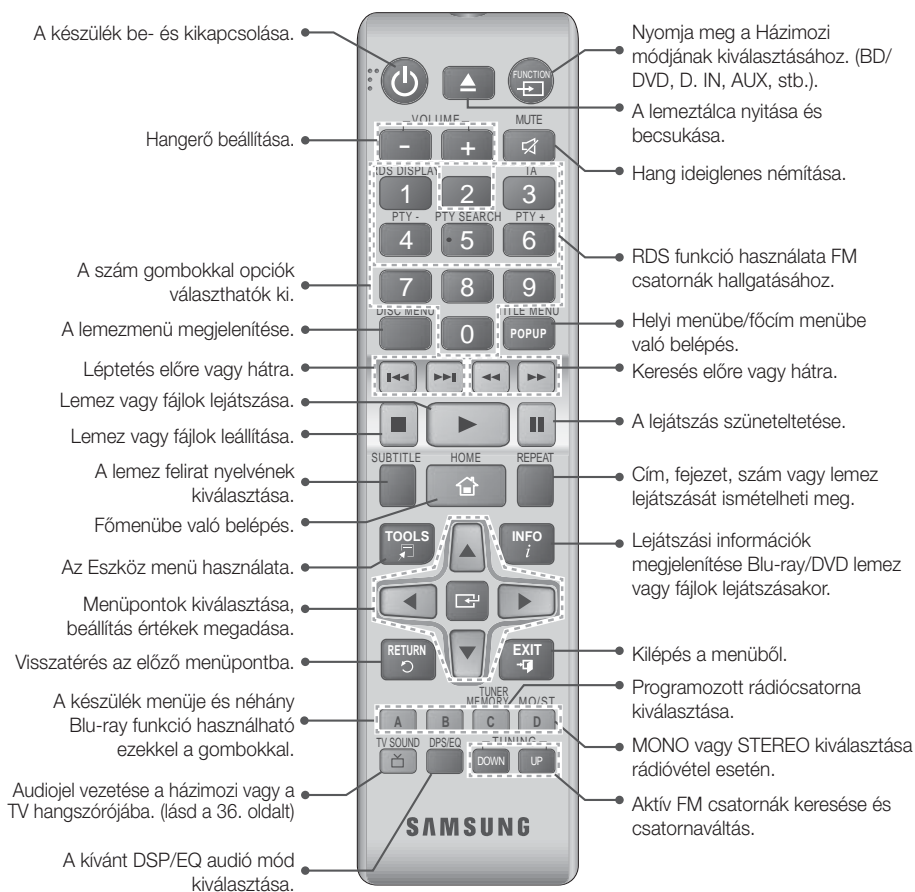 A készülék be- és kikapcsolása.
Hangerő beállítása.
A szám gombokkal opciók
választhatók ki.
A lemezmenü megjelenítése.
Léptetés előre vagy hátra.
Lemez vagy fájlok lejátszása.
Lemez vagy fájlok leállítása.
A lemez felirat nyelvének
kiválasztása.
Főmenübe való belépés.
Az Eszköz menü használata.
Menüpontok kiválasztása,
beállítás értékek megadása.
Visszatérés az előző menüpontba.
A készülék menüje és néhány
Blu-ray funkció használható
ezekkel a gombokkal.
Audiojel vezetése a házimozi vagy a
TV hangszórójába. (lásd a 36. oldalt)
A kívánt DSP/EQ audió mód
kiválasztása.
FUNCTION
VOLUME MUTE
- +
RDS DISPLAY TA
1 2 3
PTY - PTY SEARCH PTY +
4 5 6
7 8 9
DISC MENU TITLE MENU
0 POPUP
SUBTITLE HOME REPEAT
TOOLS INFO
i
RETURN EXIT
TUNER
MEMORY MO/ST
A B C D
TV SOUND DPS/EQ TUNING
DOWN UP
SAMSUNG
Nyomja meg a Házimozi
módjának kiválasztásához. (BD/
DVD, D. IN, AUX, stb.).
A lemeztálca nyitása és
becsukása.
Hang ideiglenes némítása.
RDS funkció használata FM
csatornák hallgatásához.
Helyi menübe/főcím menübe
való belépés.
Keresés előre vagy hátra.
A lejátszás szüneteltetése.
Cím, fejezet, szám vagy lemez
lejátszását ismételheti meg.
Lejátszási információk
megjelenítése Blu-ray/DVD lemez
vagy fájlok lejátszásakor.
Kilépés a menüből.
Programozott rádiócsatorna
kiválasztása.
MONO vagy STEREO kiválasztása
rádióvétel esetén.
Aktív FM csatornák keresése és
csatornaváltás.